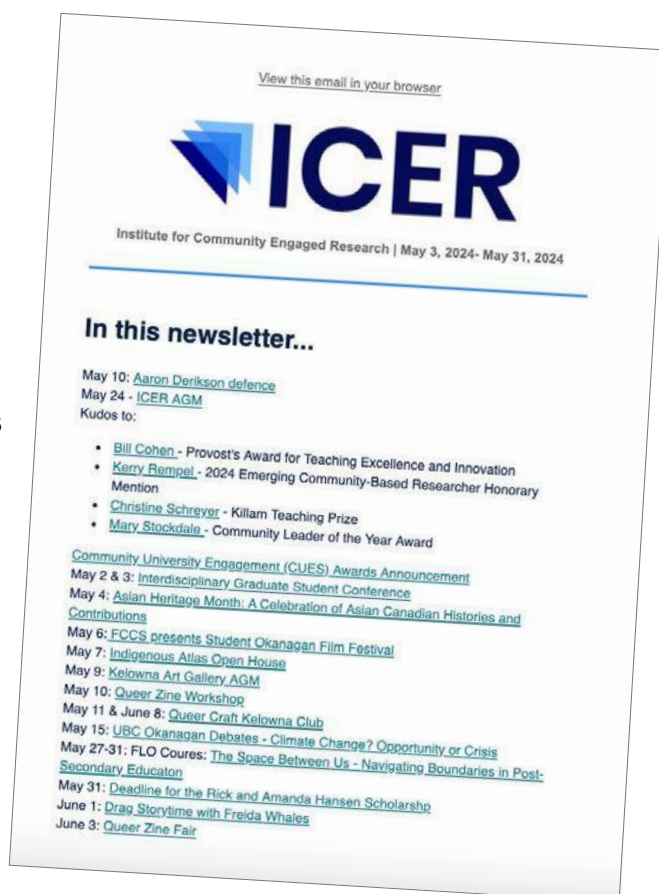 View this email in your browser
ICER
Institute for Community Engaged Research | May 3, 2024- May 31, 2024
In this newsletter...
May 10: Aaron Derikson defence
May 24 - ICER AGM
Kudos to:
• Bill Cohen - Provost's Award for Teaching Excellence and Innovation
• Kerry Rempel - 2024 Emerging Community-Based Researcher Honorary
Mention
• Christine Schreyer - Killam Teaching Prize
• Mary Stockdale - Community Leader of the Year Award
Community University Engagement (CUES) Awards Announcement
May 2 & 3: Interdisciplinary Graduate Student Conference
May 4: Asian Heritage Month: A Celebration of Asian Canadian Histories and
Contributions
May 6: FCCS presents Student Okanagan Film Festival
May 7: Indigenous Atlas Open House
May 9: Kelowna Art Gallery AGM
May 10: Queer Zine Workshop
May 11 & June 8: Queer Craft Kelowna Club
May 15: UBC Okanagan Debates - Climate Change? Opportunity or Crisis
May 27-31: FLO Coures: The Space Between Us - Navigating Boundaries in Post-
Secondary Educaton
May 31: Deadline for the Rick and Amanda Hansen Scholarshp
June 1: Drag Storytime with Freida Whales
June 3: Queer Zine Fair